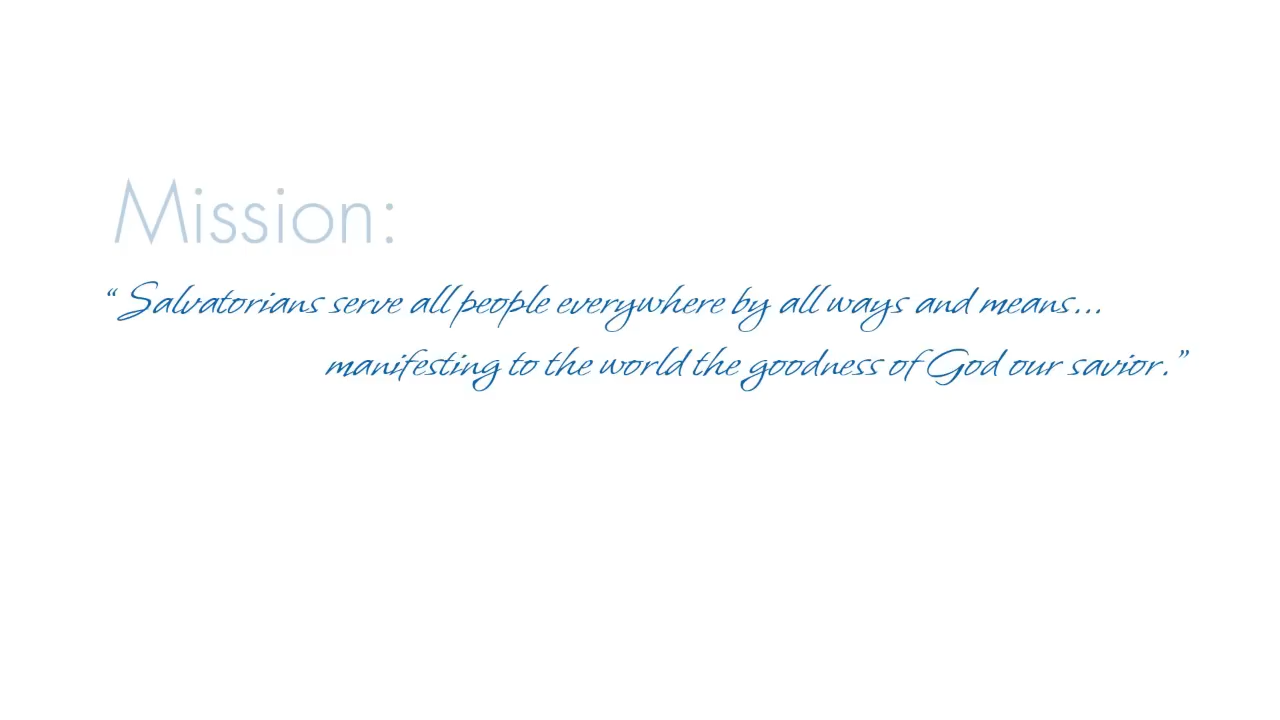 Mission:
“Salvatorians serve all people everywhere by all ways and means...
manifesting to the world the goodness of God our savior.”